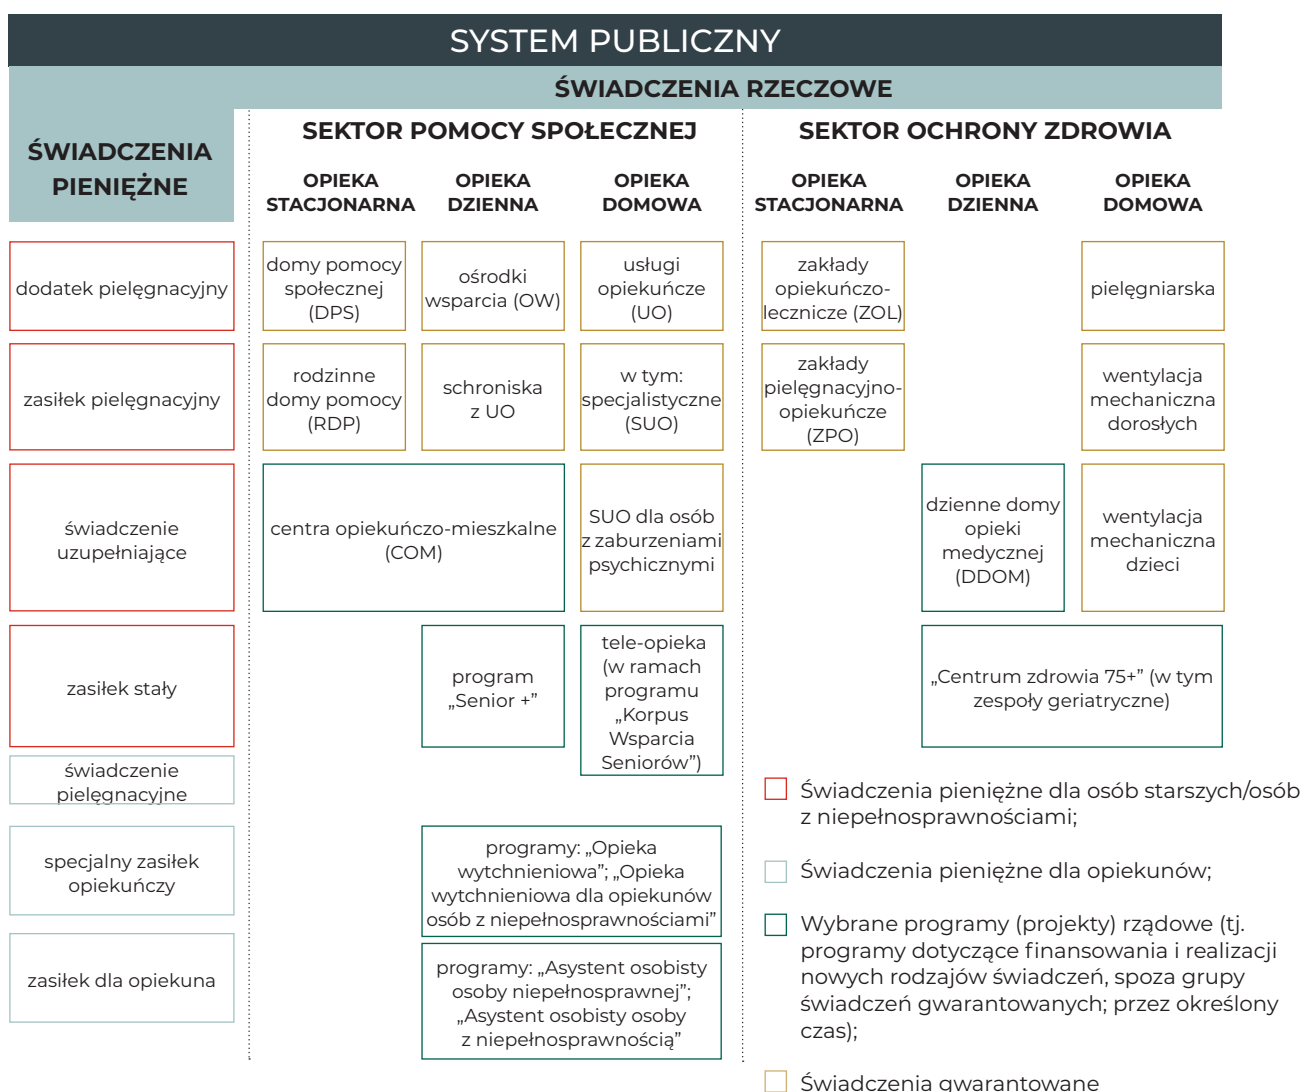 SYSTEM PUBLICZNY
ŚWIADCZENIA RZECZOWE
ŚWIADCZENIA
PIENIĘŻNE
SEKTOR POMOCY SPOŁECZNEJ
SEKTOR OCHRONY ZDROWIA
OPIEKA
STACJONARNA
OPIEKA
DZIENNA
OPIEKA
DOMOWA
OPIEKA
STACJONARNA
OPIEKA
DZIENNA
OPIEKA
DOMOWA
dodatek pielęgnacyjny
domy pomocy
społecznej
(DPS)
ośrodki
wsparcia (OW)
usługi
opiekuńcze
(UO)
zakłady
opiekuńczo-
lecznicze (ZOL)
pielęgniarska
zasiłek pielęgnacyjny
rodzinne
domy pomocy
(RDP)
schroniska
z UO
w tym:
specjalistyczne
(SUO)
zakłady
pielęgnacyjno-
opiekuńcze
(ZPO)
wentylacja
mechaniczna
dorosłych
świadczenie
uzupełniające
centra opiekuńczo-mieszkalne
(COM)
SUO dla osób
z zaburzeniami
psychicznymi
dzienne domy
opieki
medycznej
(DDOM)
wentylacja
mechaniczna
dzieci
zasiłek stały
program
„Senior +”
tele-opieka
(w ramach
programu
„Korpus
Wsparcia
Seniorów”)
„Centrum zdrowia 75+” (w tym
zespoły geriatryczne)
świadczenie
pielęgnacyjne
specjalny zasiłek
opiekuńczy
programy: „Opieka
wytchnieniowa”; „Opieka
wytchnieniowa dla opiekunów
osób z niepełnosprawnościami”
zasiłek dla opiekuna
programy: „Asystent osobisty
osoby niepełnosprawnej”;
„Asystent osobisty osoby
z niepełnosprawnością”
Świadczenia pieniężne dla osób starszych/osób
z niepełnosprawnościami;
Świadczenia pieniężne dla opiekunów;
Wybrane programy (projekty) rządowe (tj.
programy dotyczące finansowania i realizacji
nowych rodzajów świadczeń, spoza grupy
świadczeń gwarantowanych; przez określony
czas);
Świadczenia gwarantowane